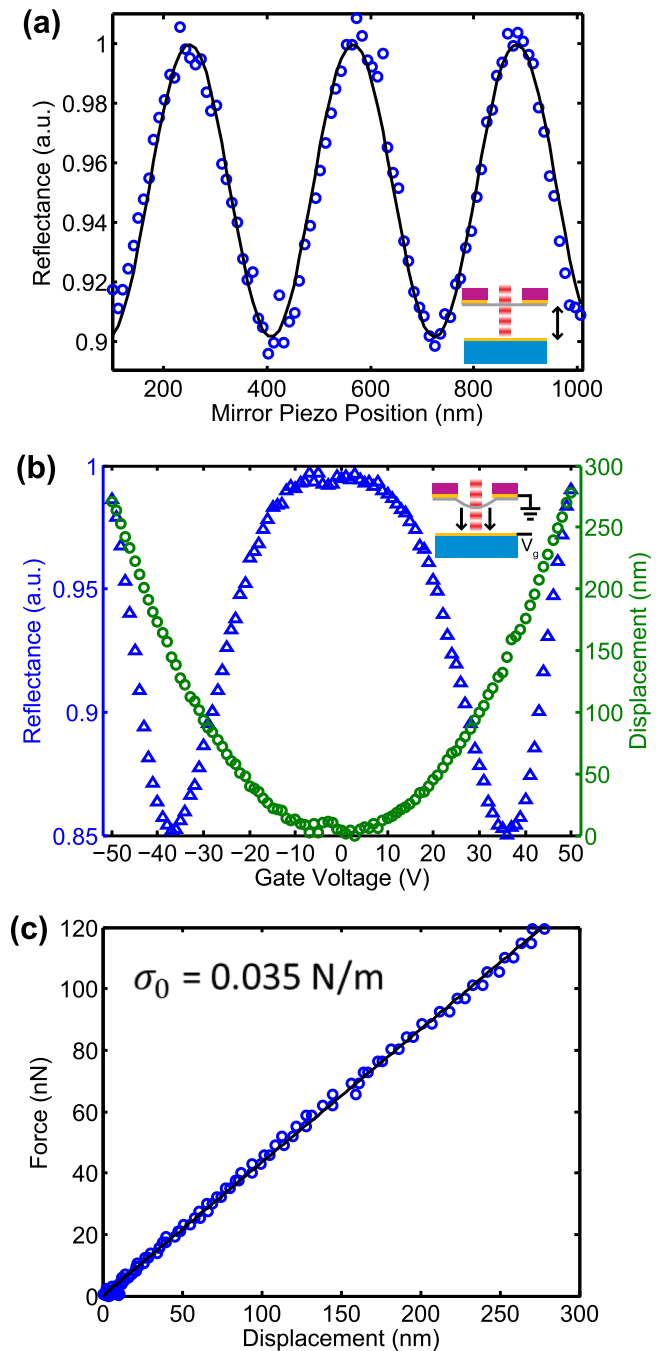 (a)
1
0.98
0.96
0.94
0.92
0.9
Reflectance (a.u.)
200 400 600 800 1000
Mirror Piezo Position (nm)
(b)
1
0.95
0.9
0.85
Reflectance (a.u.)
300
250
200
150
100
50
0
Displacement (nm)
V_g
−50 −40 −30 −20 −10 0 10 20 30 40 50
Gate Voltage (V)
(c)
120
100
80
60
40
20
0
Force (nN)
σ₀ = 0.035 N/m
0 50 100 150 200 250 300
Displacement (nm)